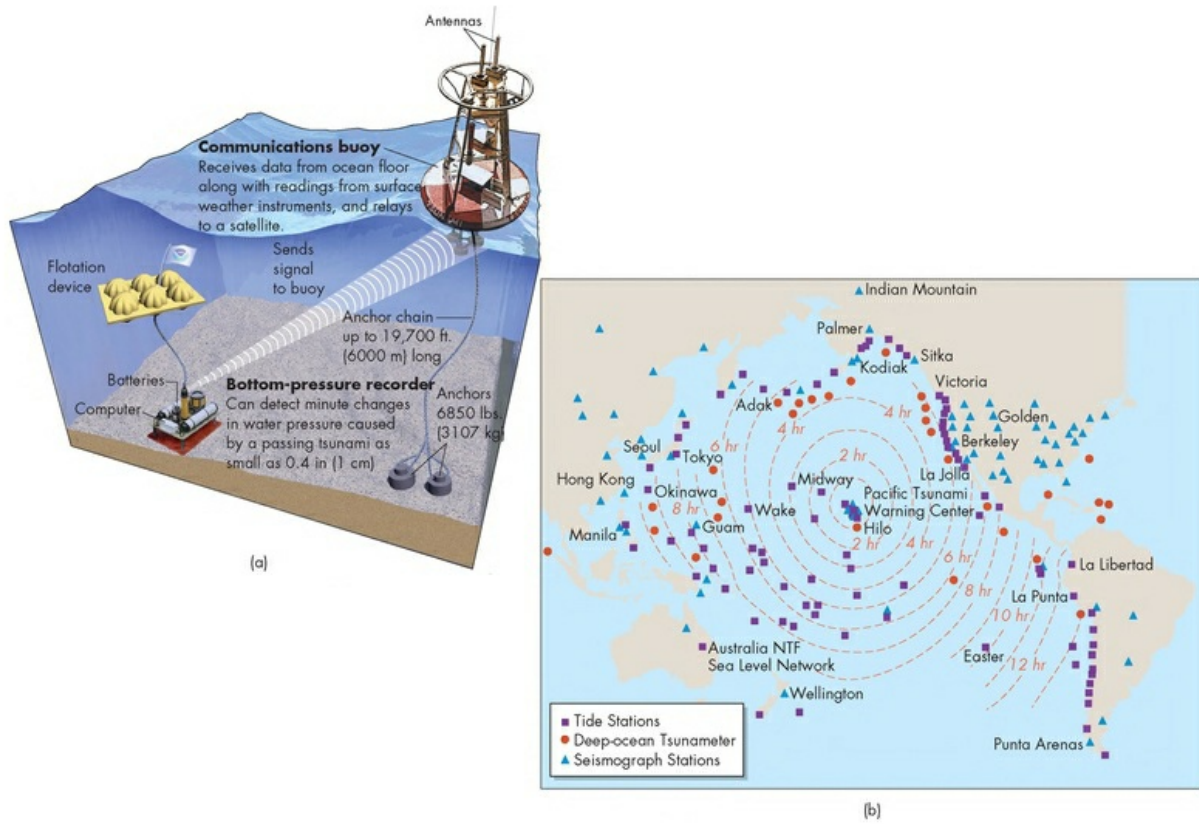 Antennas
Communications buoy
Receives data from ocean floor
along with readings from surface
weather instruments, and relays
to a satellite.
Flotation
device
Sends
signal
to buoy
Anchor chain
up to 19,700 ft.
(6000 m) long
Batteries
Computer
Bottom-pressure recorder
Can detect minute changes
in water pressure caused
by a passing tsunami as
small as 0.4 in (1 cm)
Anchors
6850 lbs.
(3107 kg)
(a)
Indian Mountain
Palmer
Kodiak
Sitka
Victoria
Adak
4 hr
4 hr
Golden
Berkeley
6 hr
Seoul
Tokyo
2 hr
La Jolla
Hong Kong
Okinawa
Midway
Pacific Tsunami
Warning Center
8 hr
Wake
Guam
Hilo
Manila
2 hr
4 hr
6 hr
La Libertad
8 hr
La Punta
10 hr
Australia NTF
Sea Level Network
Easter
12 hr
Wellington
Tide Stations
Deep-ocean Tsunameter
Seismograph Stations
Punta Arenas
(b)